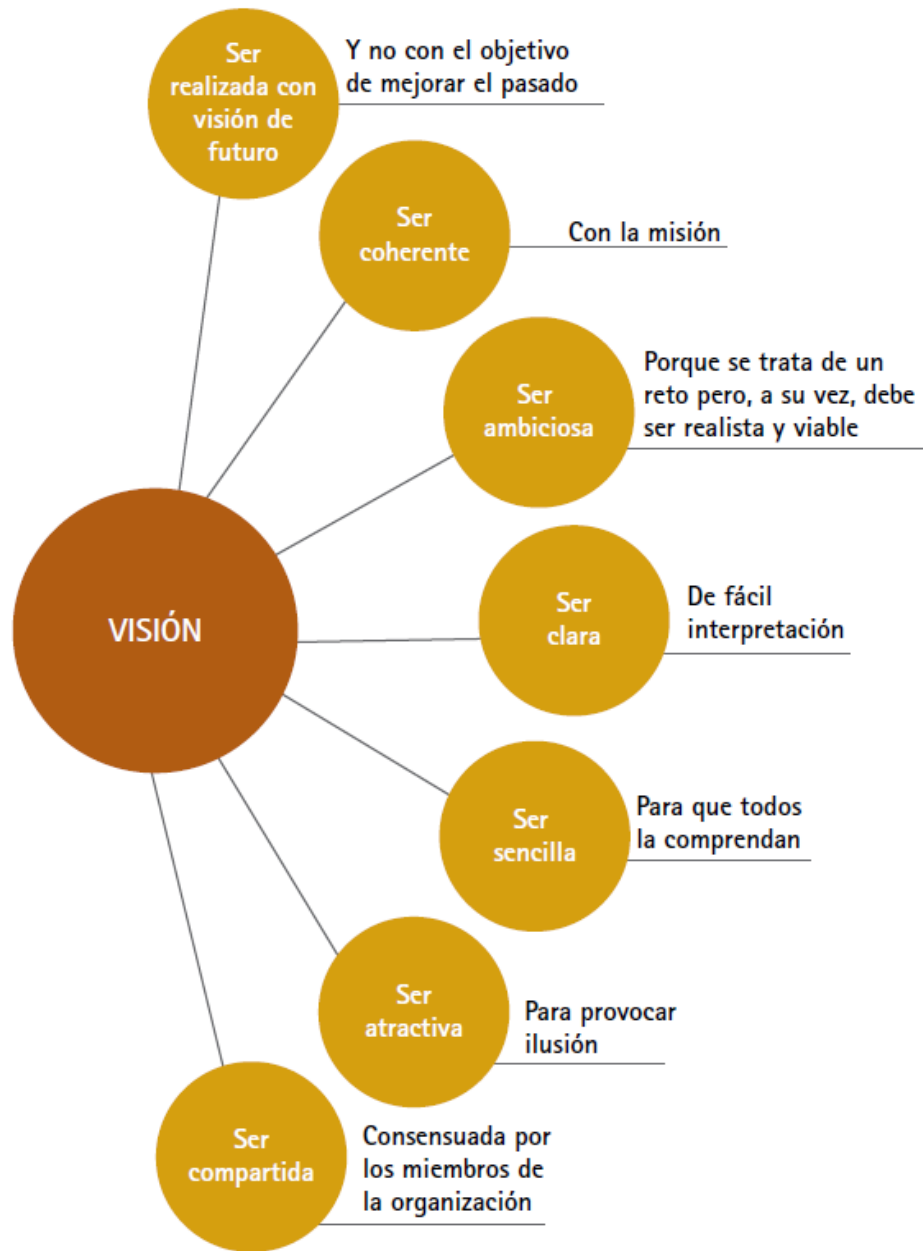 Ser
realizada con
visión de
futuro
Y no con el objetivo
de mejorar el pasado
Ser
coherente
Con la misión
Ser
ambiciosa
Porque se trata de un
reto pero, a su vez, debe
ser realista y viable
VISIÓN
Ser
clara
De fácil
interpretación
Ser
sencilla
Para que todos
la comprendan
Ser
atractiva
Para provocar
ilusión
Ser
compartida
Consensuada por
los miembros de
la organización